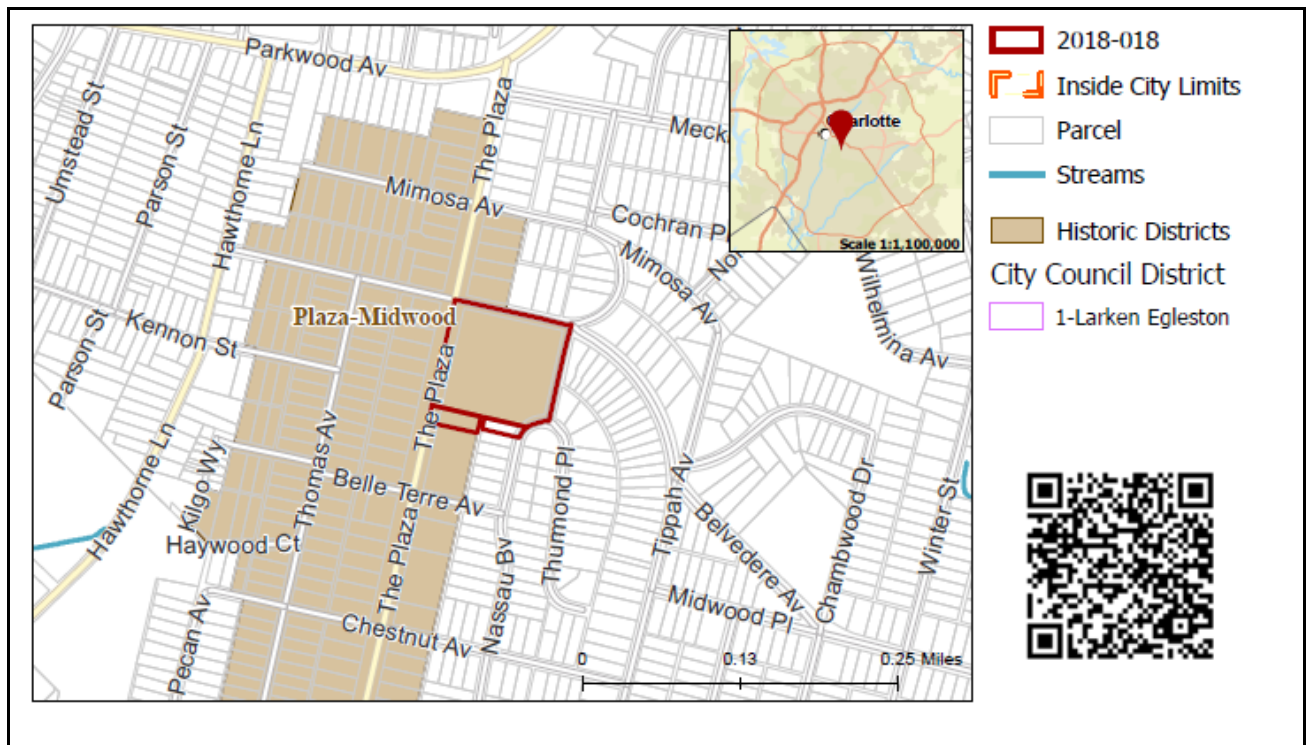 Parkwood Av
Umstead St
Parson St
Hawthorne Ln
The Plaza
Mimosa Av
Cochran
Mimosa Av
Charlotte
Scale 1:1,100,000
Wilhelmina Av
Plaza-Midwood
Kennon St
Parson St
The Plaza
Hawthorne Ln
Kilgo Wy
Thomas Av
Belle Terre Av
Haywood Ct
The Plaza
Nassau Bv
Thurmond Pl
Tippah Av
Belvedere Av
Chambwood Dr
Winter St
Midwood Pl
Pecan Av
Chestnut Av
0 0.13 0.25 Miles
2018-018
Inside City Limits
Parcel
Streams
Historic Districts
City Council District
1-Larken Egleston